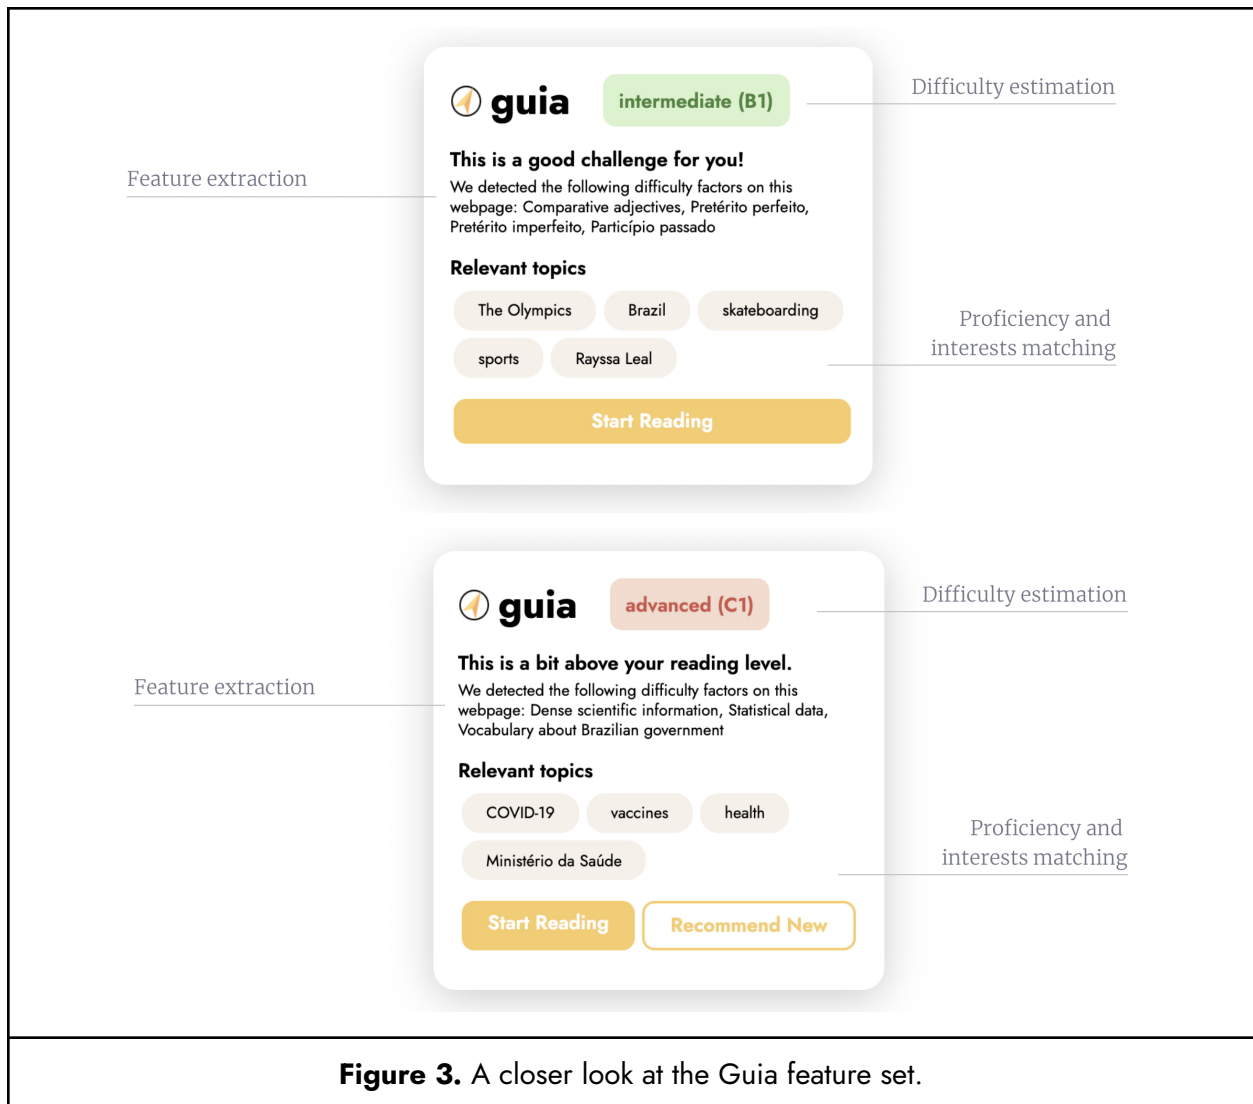 guia
intermediate (B1)
Difficulty estimation
This is a good challenge for you!
Feature extraction
We detected the following difficulty factors on this
webpage: Comparative adjectives, Pretérito perfeito,
Pretérito imperfeito, Particípio passado
Relevant topics
The Olympics
Brazil
skateboarding
Proficiency and
interests matching
sports
Rayssa Leal
Start Reading
guia
advanced (C1)
Difficulty estimation
This is a bit above your reading level.
Feature extraction
We detected the following difficulty factors on this
webpage: Dense scientific information, Statistical data,
Vocabulary about Brazilian government
Relevant topics
COVID-19
vaccines
health
Proficiency and
interests matching
Ministério da Saúde
Start Reading
Recommend New
Figure 3. A closer look at the Guia feature set.